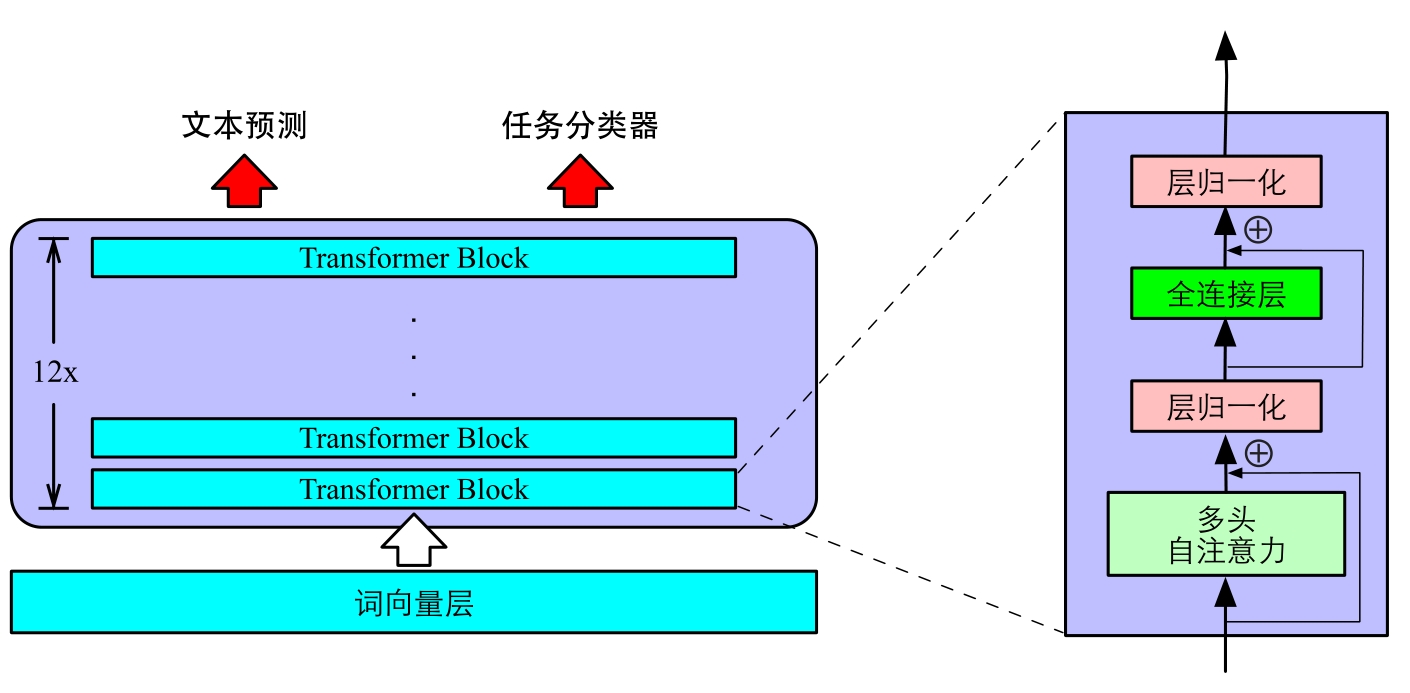 文本预测
任务分类器
Transformer Block
12x
Transformer Block
Transformer Block
词向量层
层归一化
全连接层
层归一化
多头
自注意力